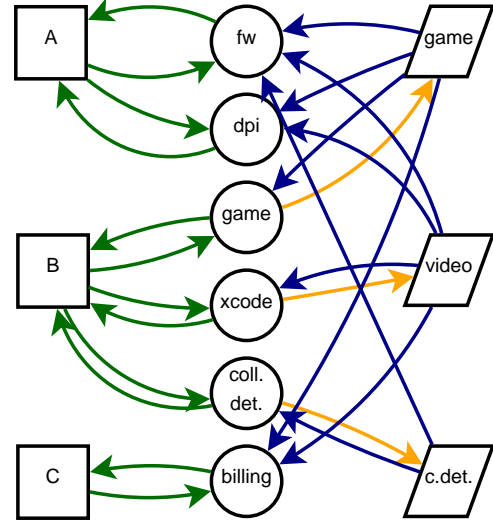 A
fw
game
dpi
game
B
video
xcode
coll.
det.
C
billing
c.det.